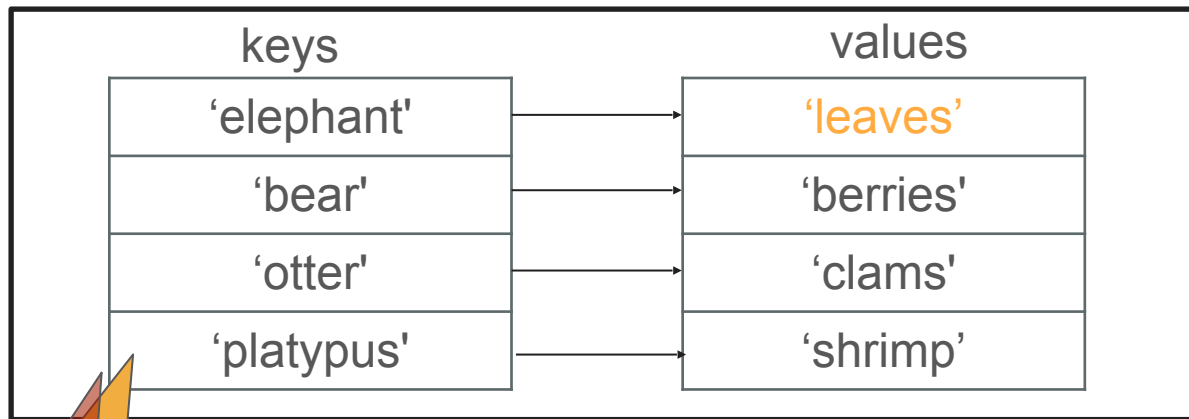 keys values
‘elephant' ‘leaves’
‘bear' ‘berries'
‘otter' ‘clams'
‘platypus' ‘shrimp’